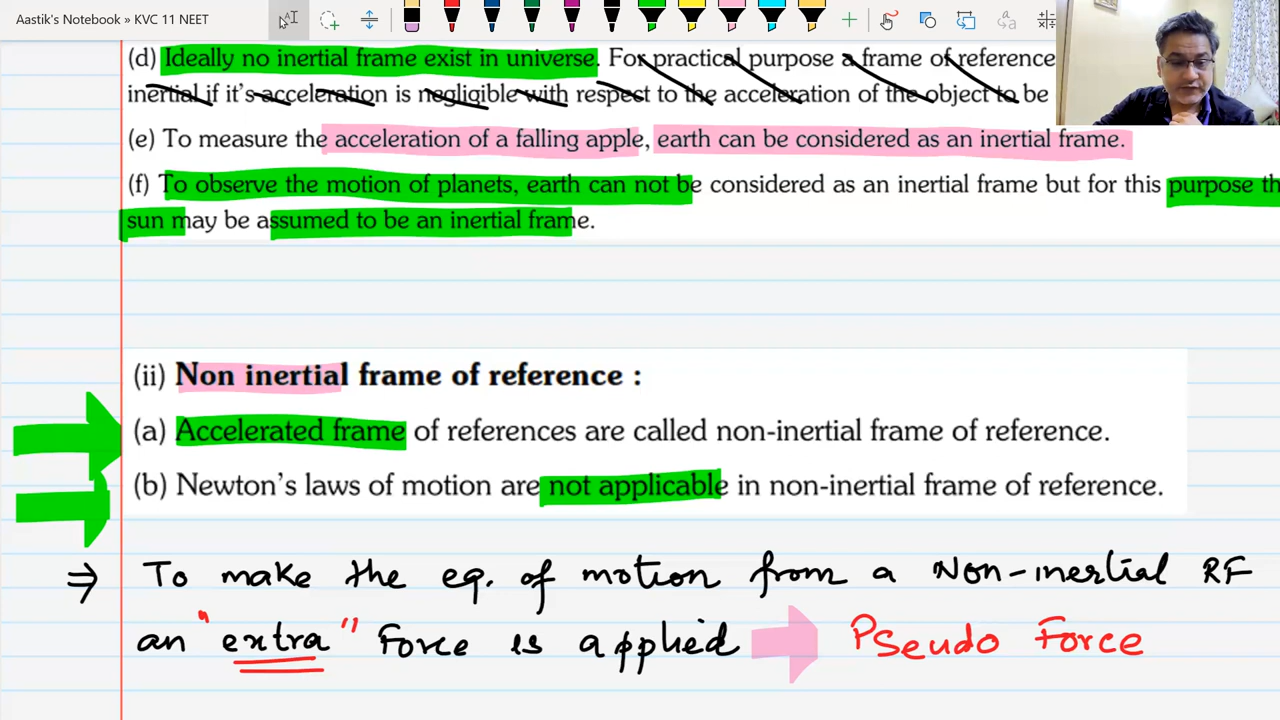 Aastik's Notebook » KVC 11 NEET
(d) Ideally no inertial frame exist in universe. For practical purpose a frame of reference
inertial if it's acceleration is negligible with respect to the acceleration of the object to be
(e) To measure the acceleration of a falling apple, earth can be considered as an inertial frame.
(f) To observe the motion of planets, earth can not be considered as an inertial frame but for this purpose th
sun may be assumed to be an inertial frame.
(ii) Non inertial frame of reference :
(a) Accelerated frame of references are called non-inertial frame of reference.
(b) Newton's laws of motion are not applicable in non-inertial frame of reference.
⇒ To make the eq. of motion from a Non-inertial RF
an "extra" Force is applied Pseudo Force